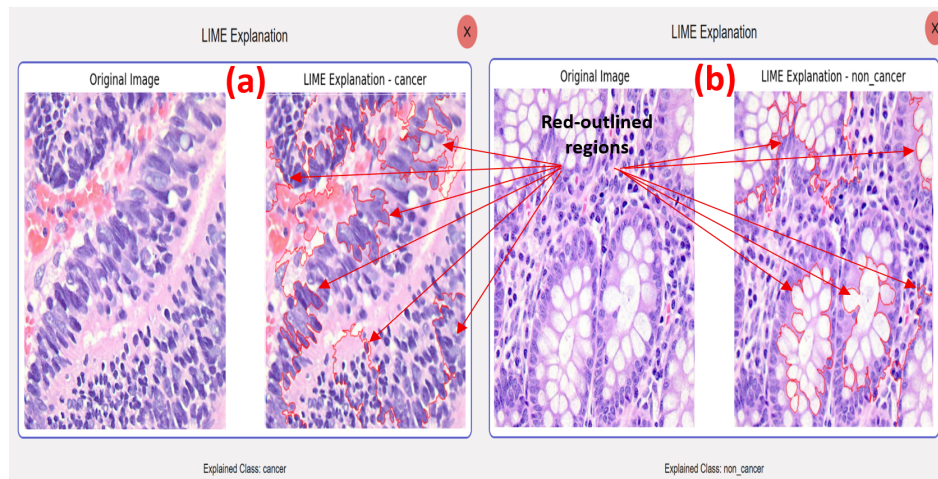 LIME Explanation
X
Original Image
(a)
LIME Explanation - cancer
Explained Class: cancer
LIME Explanation
X
Original Image
(b)
LIME Explanation - non_cancer
Red-outlined
regions
Explained Class: non_cancer